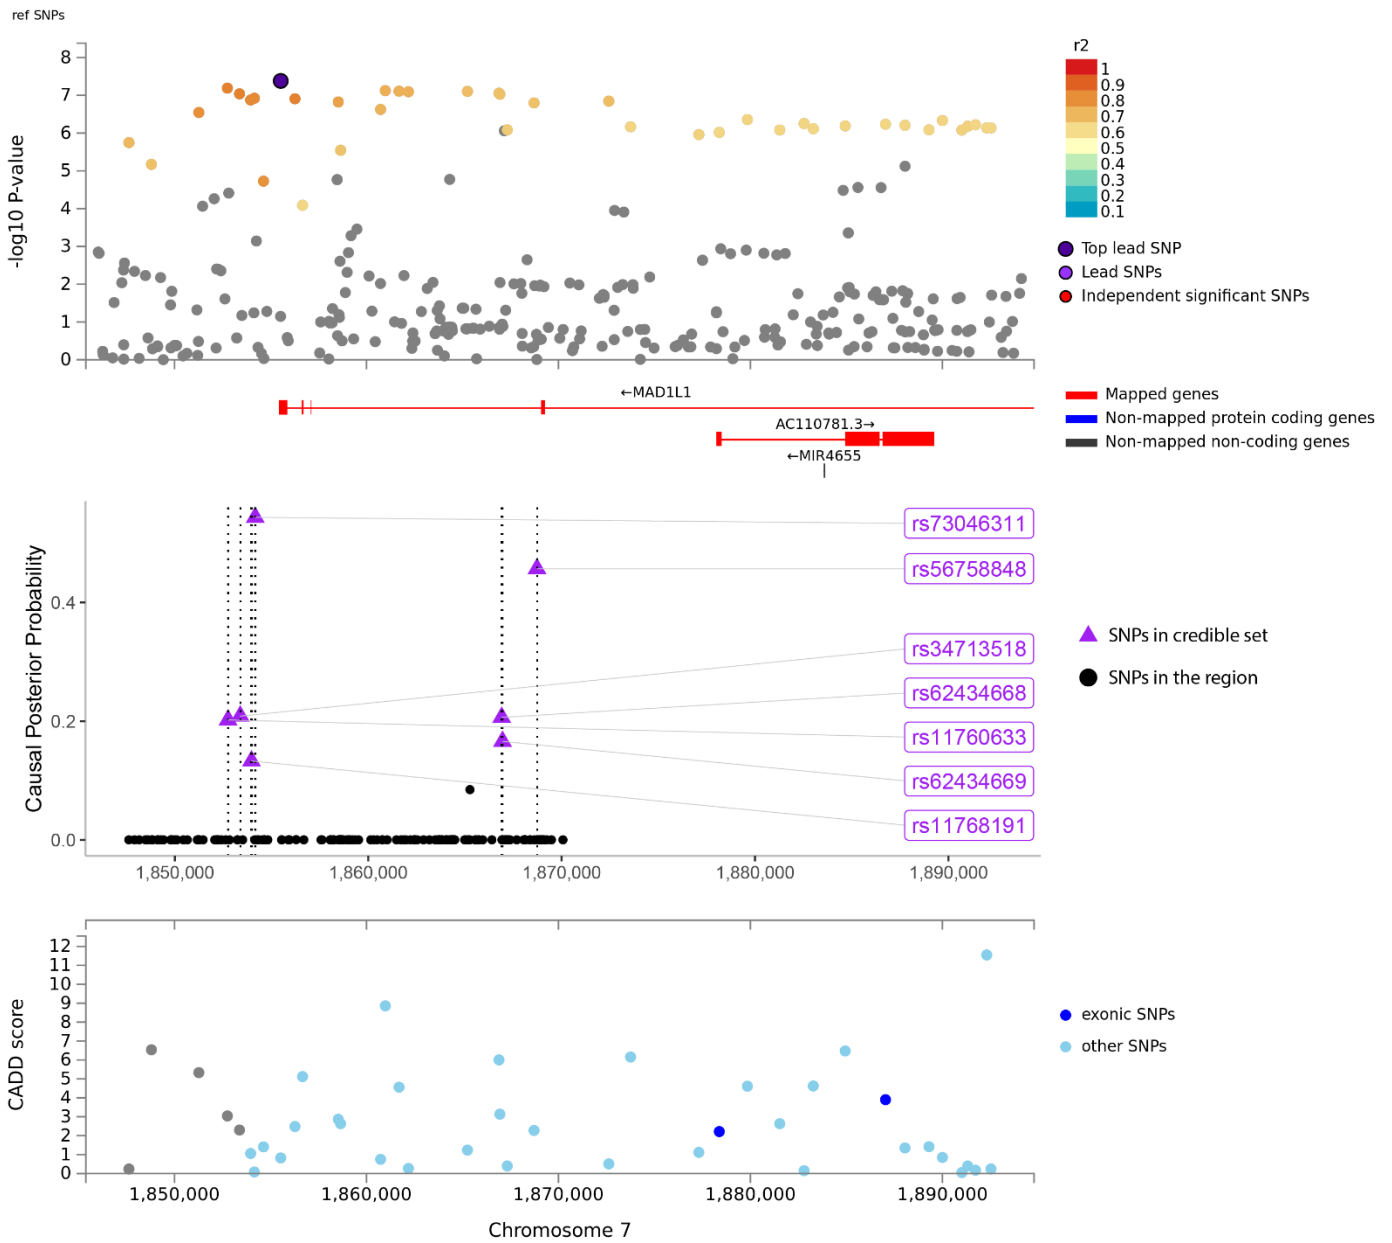 ref SNPs
8
7
6
5
4
3
2
1
0
-log10 P-value
r2
1
0.9
0.8
0.7
0.6
0.5
0.4
0.3
0.2
0.1
Top lead SNP
Lead SNPs
Independent significant SNPs
←MAD1L1
AC110781.3→
←MIR4655
Mapped genes
Non-mapped protein coding genes
Non-mapped non-coding genes
Causal Posterior Probability
0.4
0.2
0.0
rs73046311
rs56758848
rs34713518
rs62434668
rs11760633
rs62434669
rs11768191
SNPs in credible set
SNPs in the region
1,850,000 1,860,000 1,870,000 1,880,000 1,890,000
CADD score
12
11
10
9
8
7
6
5
4
3
2
1
0
exonic SNPs
other SNPs
1,850,000 1,860,000 1,870,000 1,880,000 1,890,000
Chromosome 7